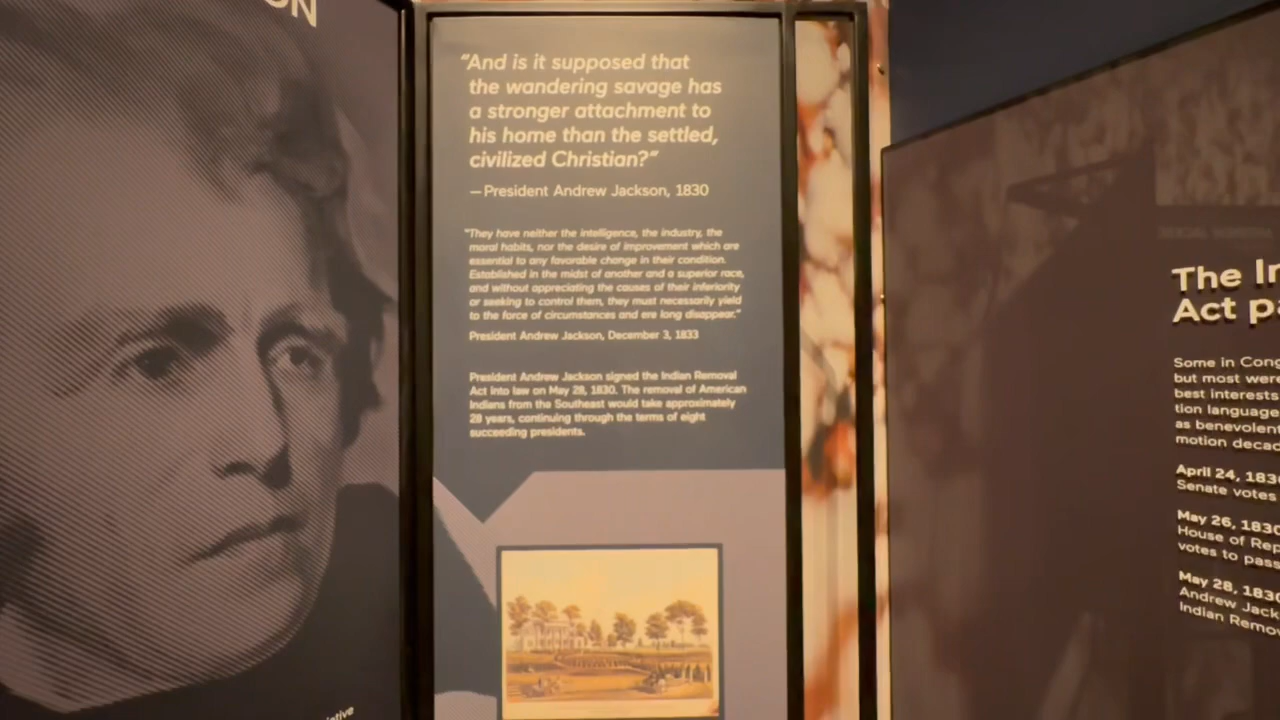 ON
"And is it supposed that
the wandering savage has
a stronger attachment to
his home than the settled,
civilized Christian?"
—President Andrew Jackson, 1830
"They have neither the intelligence, the industry, the
moral habits, nor the desire of improvement which are
essential to any favorable change in their condition.
Established in the midst of another and a superior race,
and without appreciating the causes of their inferiority
or seeking to control them, they must necessarily yield
to the force of circumstances and ere long disappear."
President Andrew Jackson, December 3, 1833
President Andrew Jackson signed the Indian Removal
Act into law on May 28, 1830. The removal of American
Indians from the Southeast would take approximately
28 years, continuing through the terms of eight
succeeding presidents.
The In
Act p
Some in Cong
but most were
best interests
tion language
as benevolent
motion decad
April 24, 183
Senate votes
May 26, 1830
House of Rep
votes to pass
May 28, 1830
Andrew Jack
Indian Remo